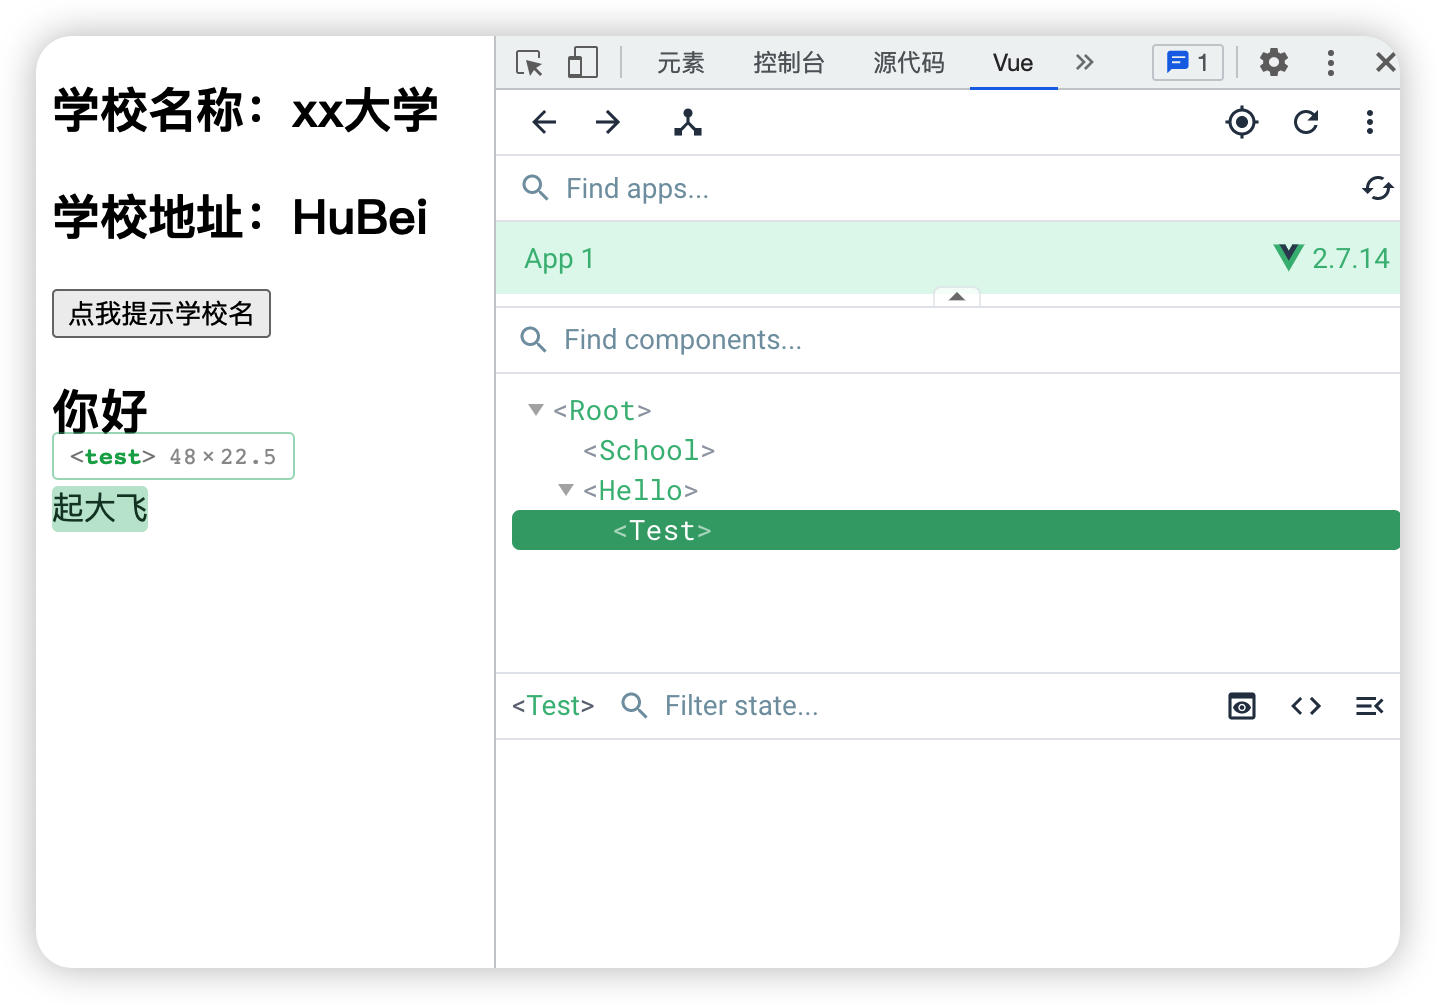 学校名称：xx大学
学校地址：HuBei
点我提示学校名
你好
<test> 48×22.5
起大飞
元素 控制台 源代码 Vue 1
Find apps...
App 1 2.7.14
Find components...
<Root>
<School>
<Hello>
<Test>
<Test> Filter state...